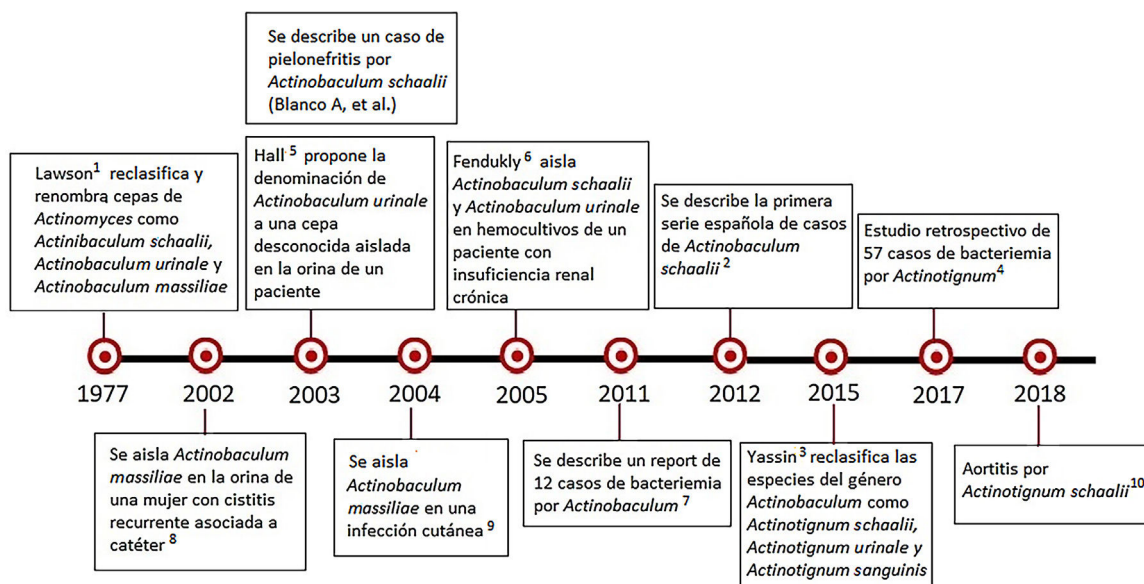 Se describe un caso de
pielonefritis por
Actinobaculum schaalii
(Blanco A, et al.)
Lawson1 reclasifica y
renombra cepas de
Actinomyces como
Actinibaculum schaalii,
Actinobaculum urinale y
Actinobaculum massiliae
Hall 5 propone la
denominación de
Actinobaculum urinale
a una cepa
desconocida aislada
en la orina de un
paciente
Fendukly 6 aisla
Actinobaculum schaalii
y Actinobaculum urinale
en hemocultivos de un
paciente con
insuficiencia renal
crónica
Se describe la primera
serie española de casos
de Actinobaculum
schaalii 2
Estudio retrospectivo de
57 casos de bacteriemia
por Actinotignum4
1977 2002 2003 2004 2005 2011 2012 2015 2017 2018
Se aisla Actinobaculum
massiliae en la orina de
una mujer con cistitis
recurrente asociada a
catéter 8
Se aisla
Actinobaculum
massiliae en una
infección cutánea 9
Se describe un report de
12 casos de bacteriemia
por Actinobaculum 7
Yassin3 reclasifica las
especies del género
Actinobaculum como
Actinotignum schaalii,
Actinotignum urinale y
Actinotignum sanguinis
Aortitis por
Actinotignum schaalii10